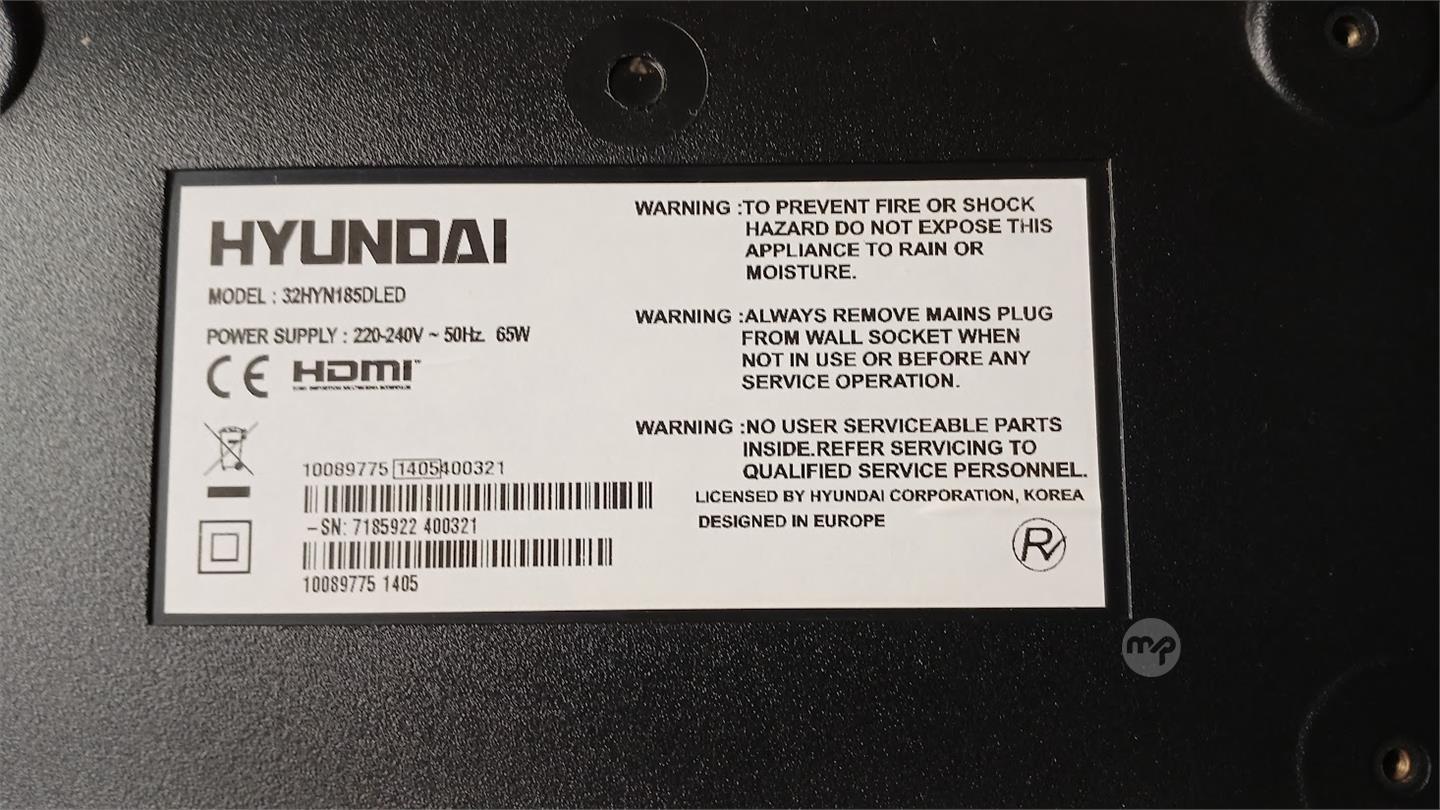 HYUNDAI
MODEL : 32HYN185DLED
POWER SUPPLY : 220-240V ~ 50Hz 65W
CE HDMI™
10089775 1405400321
-SN: 7185922 400321
10089775 1405
WARNING :TO PREVENT FIRE OR SHOCK
HAZARD DO NOT EXPOSE THIS
APPLIANCE TO RAIN OR
MOISTURE.
WARNING :ALWAYS REMOVE MAINS PLUG
FROM WALL SOCKET WHEN
NOT IN USE OR BEFORE ANY
SERVICE OPERATION.
WARNING :NO USER SERVICEABLE PARTS
INSIDE.REFER SERVICING TO
QUALIFIED SERVICE PERSONNEL.
LICENSED BY HYUNDAI CORPORATION, KOREA
DESIGNED IN EUROPE
R
mp